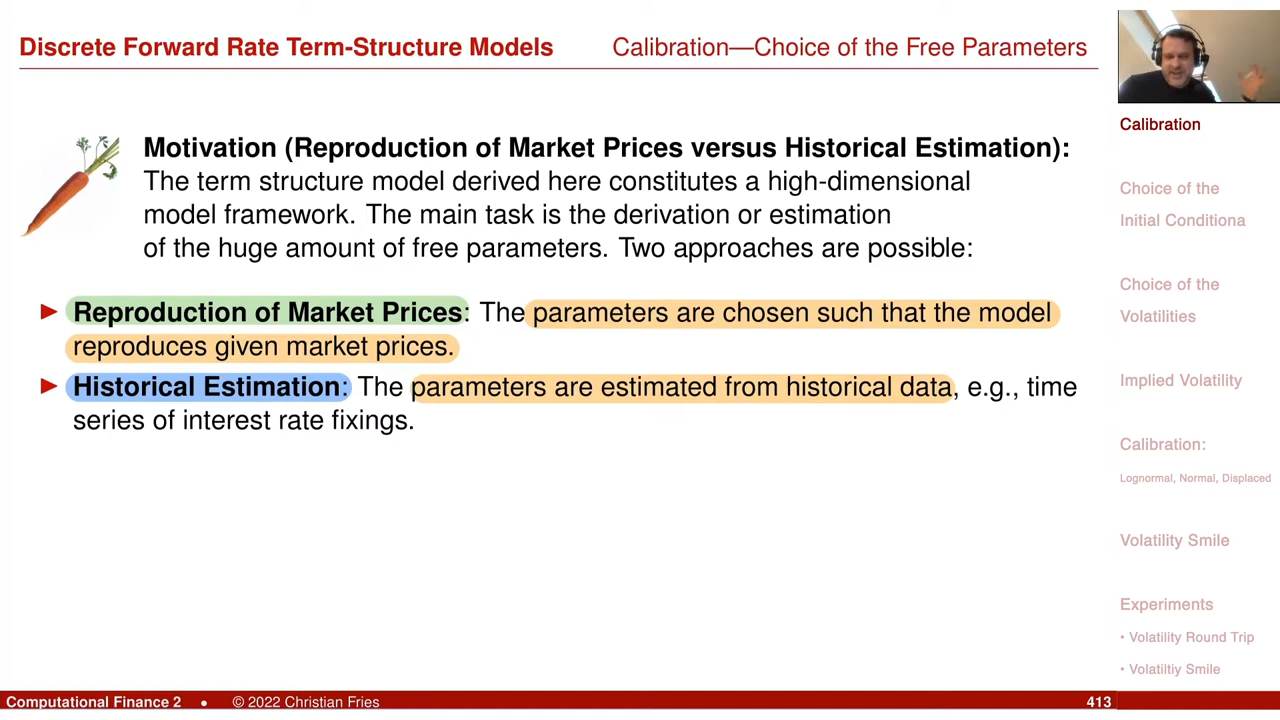 Discrete Forward Rate Term-Structure Models
Calibration—Choice of the Free Parameters
Motivation (Reproduction of Market Prices versus Historical Estimation):
The term structure model derived here constitutes a high-dimensional
model framework. The main task is the derivation or estimation
of the huge amount of free parameters. Two approaches are possible:
► Reproduction of Market Prices: The parameters are chosen such that the model
reproduces given market prices.
► Historical Estimation: The parameters are estimated from historical data, e.g., time
series of interest rate fixings.
Calibration
Choice of the
Initial Conditiona
Choice of the
Volatilities
Implied Volatility
Calibration:
Lognormal, Normal, Displaced
Volatility Smile
Experiments
• Volatility Round Trip
• Volatiltiy Smile
Computational Finance 2 • © 2022 Christian Fries
413